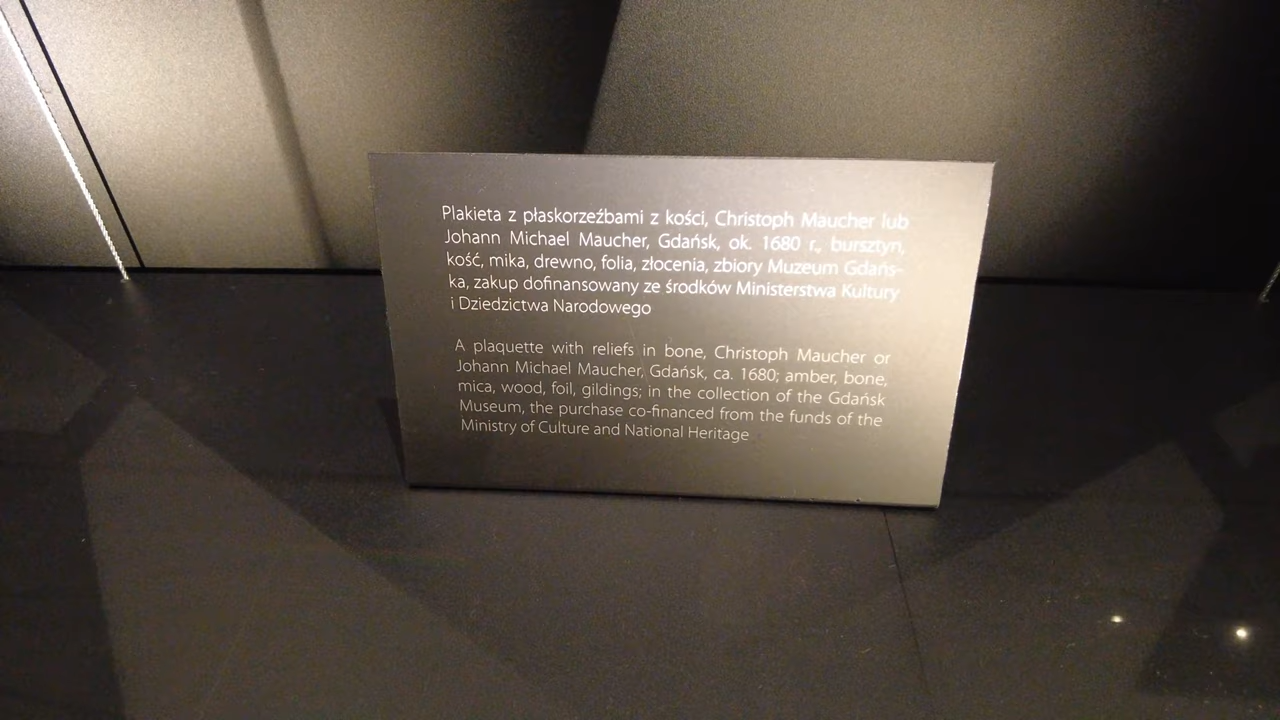 Plakieta z płaskorzeźbami z kości, Christoph Maucher lub
Johann Michael Maucher, Gdańsk, ok. 1680 r., bursztyn,
kość, mika, drewno, folia, złocenia, zbiory Muzeum Gdańs-
ka, zakup dofinansowany ze środków Ministerstwa Kultury
i Dziedzictwa Narodowego
A plaquette with reliefs in bone, Christoph Maucher or
Johann Michael Maucher, Gdańsk, ca. 1680; amber, bone,
mica, wood, foil, gildings; in the collection of the Gdańsk
Museum, the purchase co-financed from the funds of the
Ministry of Culture and National Heritage